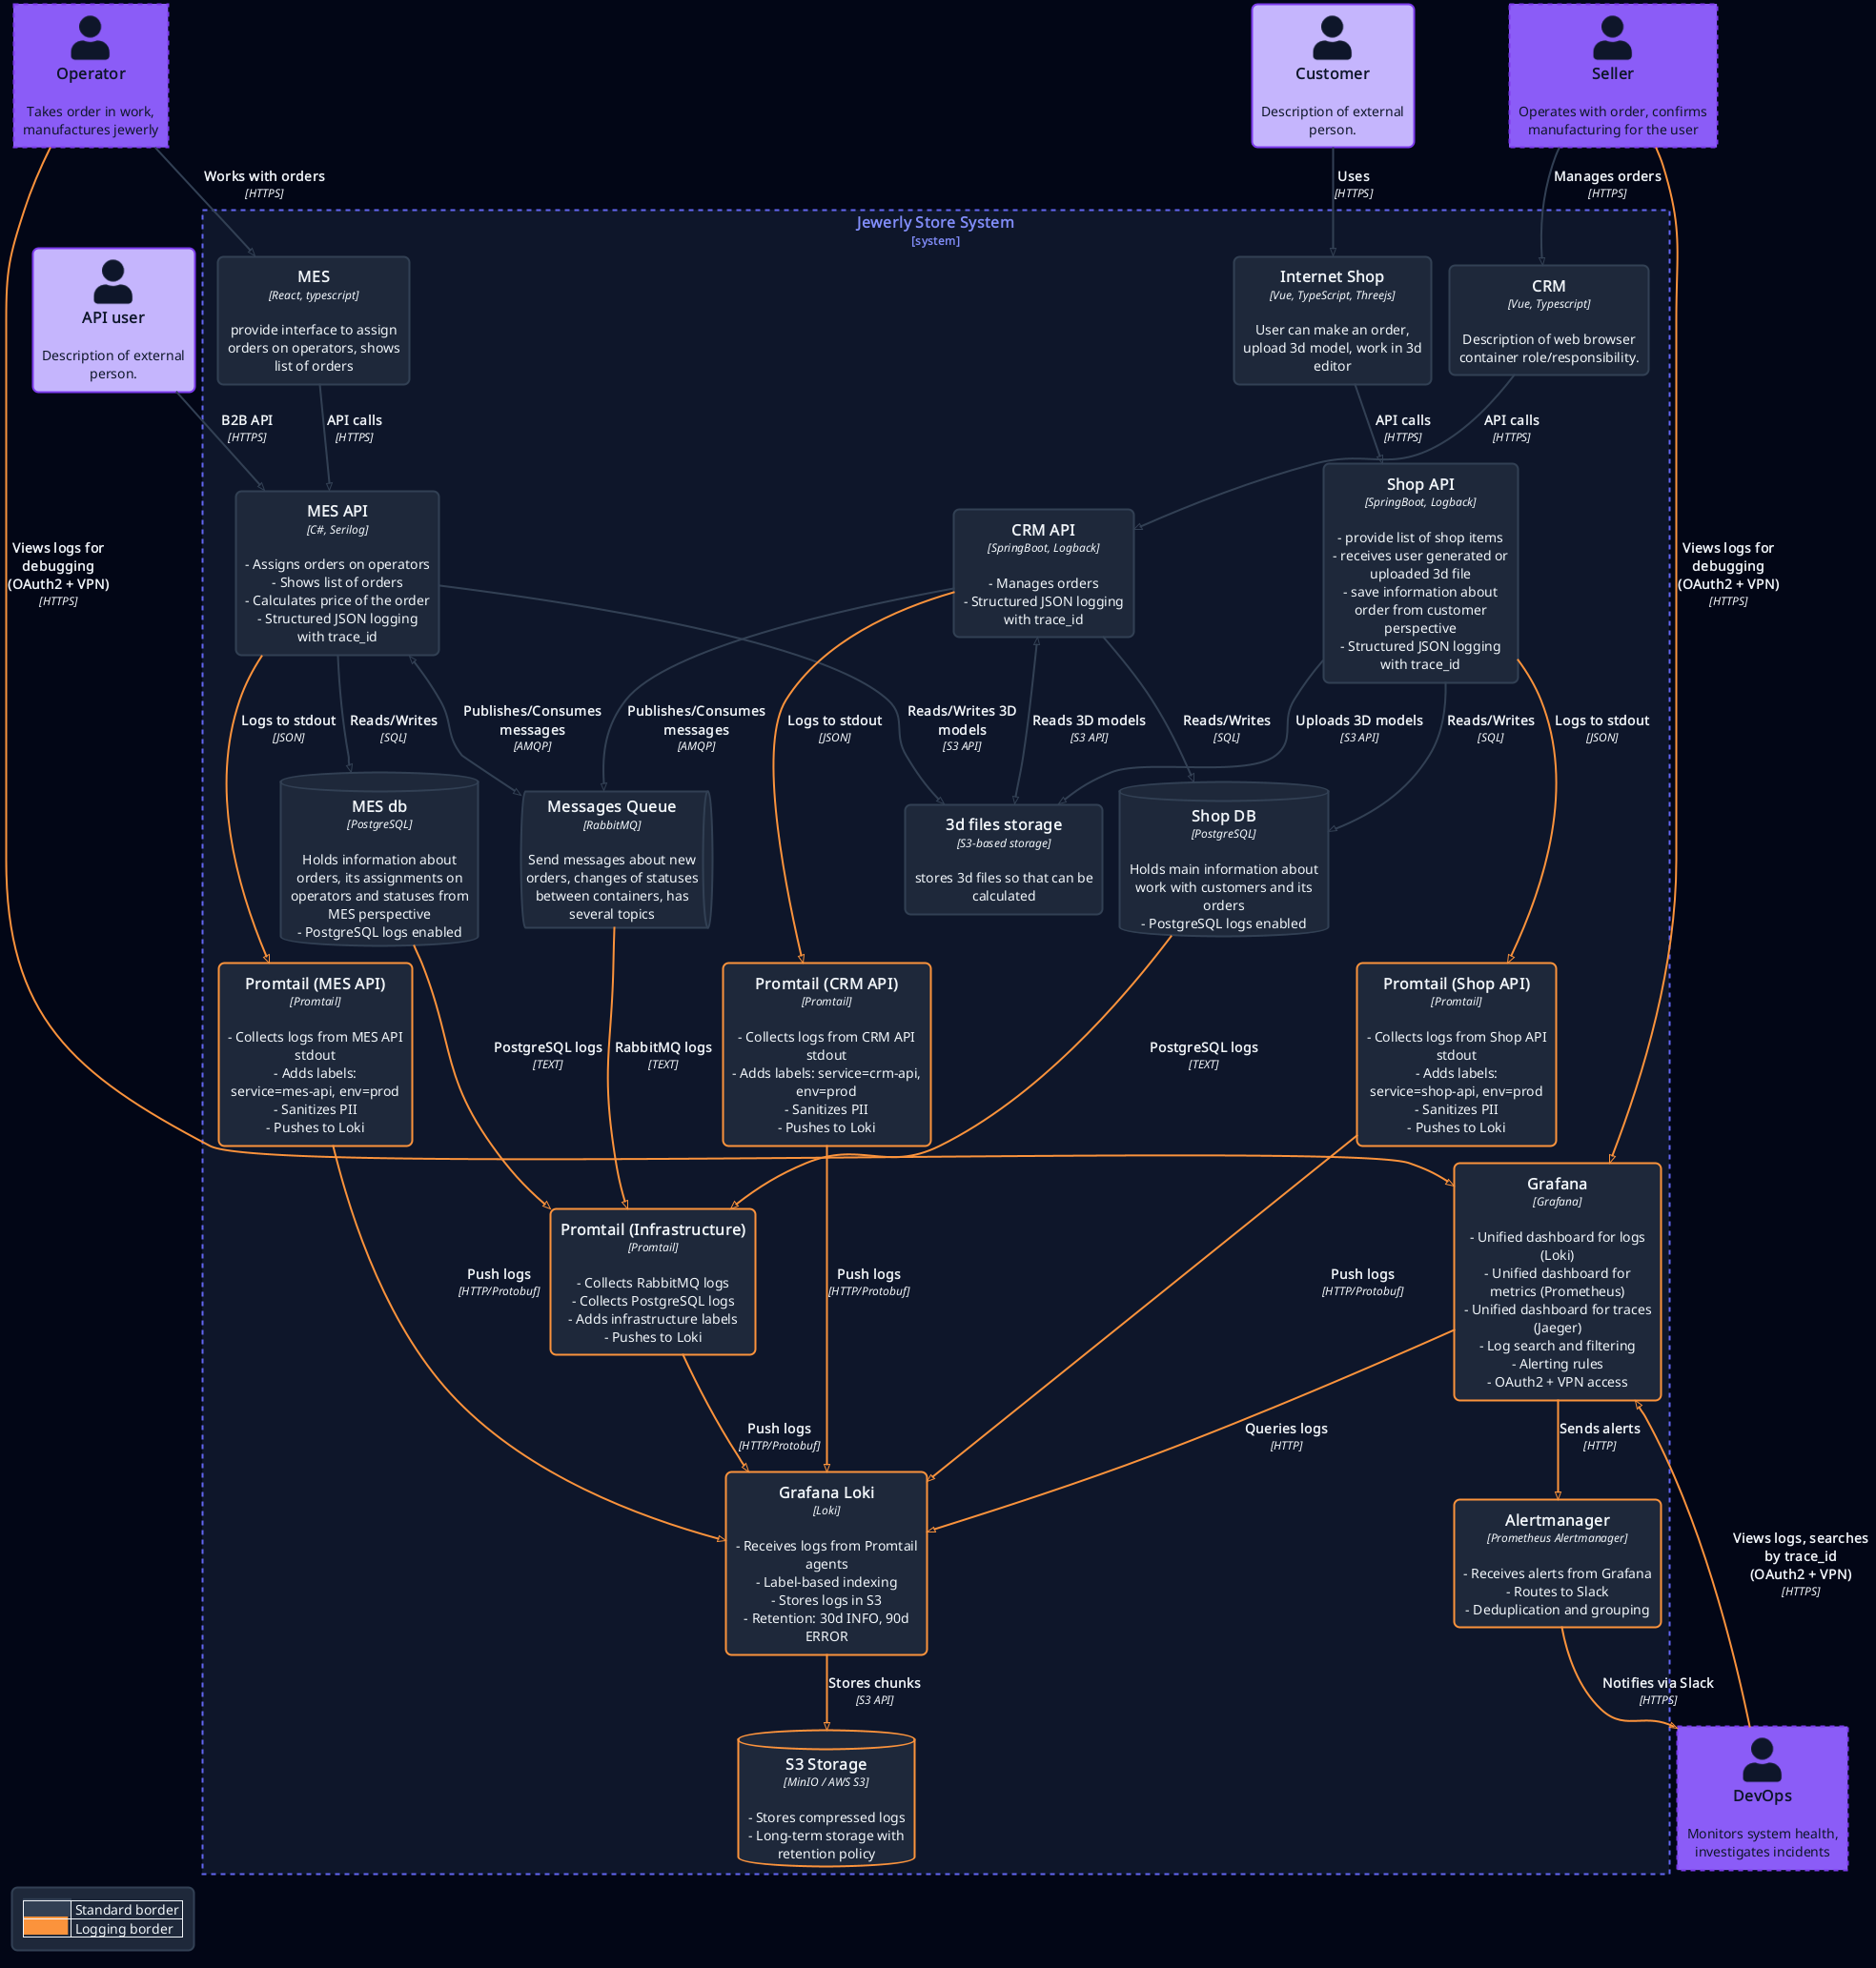 Operator
Takes order in work,
manufactures jewerly
Customer
Description of external
person.
Seller
Operates with order, confirms
manufacturing for the user
Works with orders
[HTTPS]
Uses
[HTTPS]
Manages orders
[HTTPS]
Jewerly Store System
[system]
API user
Description of external
person.
MES
[React, typescript]
provide interface to assign
orders on operators, shows
list of orders
Internet Shop
[Vue, TypeScript, Threejs]
User can make an order,
upload 3d model, work in 3d
editor
CRM
[Vue, Typescript]
Description of web browser
container role/responsibility.
B2B API
[HTTPS]
API calls
[HTTPS]
API calls
[HTTPS]
API calls
[HTTPS]
Views logs for
debugging
(OAuth2 + VPN)
[HTTPS]
MES API
[C#, Serilog]
- Assigns orders on operators
- Shows list of orders
- Calculates price of the order
- Structured JSON logging
with trace_id
CRM API
[SpringBoot, Logback]
- Manages orders
- Structured JSON logging
with trace_id
Shop API
[SpringBoot, Logback]
- provide list of shop items
- receives user generated or
uploaded 3d file
- save information about
order from customer
perspective
- Structured JSON logging
with trace_id
Views logs for
debugging
(OAuth2 + VPN)
[HTTPS]
Logs to stdout
[JSON]
Reads/Writes
[SQL]
Publishes/Consumes
messages
[AMQP]
Publishes/Consumes
messages
[AMQP]
Logs to stdout
[JSON]
Reads/Writes 3D
models
[S3 API]
Reads 3D models
[S3 API]
Reads/Writes
[SQL]
Uploads 3D models
[S3 API]
Reads/Writes
[SQL]
Logs to stdout
[JSON]
MES db
[PostgreSQL]
Holds information about
orders, its assignments on
operators and statuses from
MES perspective
- PostgreSQL logs enabled
Messages Queue
[RabbitMQ]
Send messages about new
orders, changes of statuses
between containers, has
several topics
3d files storage
[S3-based storage]
stores 3d files so that can be
calculated
Shop DB
[PostgreSQL]
Holds main information about
work with customers and its
orders
- PostgreSQL logs enabled
Promtail (MES API)
[Promtail]
- Collects logs from MES API
stdout
- Adds labels:
service=mes-api, env=prod
- Sanitizes PII
- Pushes to Loki
PostgreSQL logs
[TEXT]
RabbitMQ logs
[TEXT]
Promtail (CRM API)
[Promtail]
- Collects logs from CRM API
stdout
- Adds labels: service=crm-api,
env=prod
- Sanitizes PII
- Pushes to Loki
PostgreSQL logs
[TEXT]
Promtail (Shop API)
[Promtail]
- Collects logs from Shop API
stdout
- Adds labels:
service=shop-api, env=prod
- Sanitizes PII
- Pushes to Loki
Push logs
[HTTP/Protobuf]
Promtail (Infrastructure)
[Promtail]
- Collects RabbitMQ logs
- Collects PostgreSQL logs
- Adds infrastructure labels
- Pushes to Loki
Push logs
[HTTP/Protobuf]
Push logs
[HTTP/Protobuf]
Grafana
[Grafana]
- Unified dashboard for logs
(Loki)
- Unified dashboard for
metrics (Prometheus)
- Unified dashboard for traces
(Jaeger)
- Log search and filtering
- Alerting rules
- OAuth2 + VPN access
Push logs
[HTTP/Protobuf]
Queries logs
[HTTP]
Sends alerts
[HTTP]
Grafana Loki
[Loki]
- Receives logs from Promtail
agents
- Label-based indexing
- Stores logs in S3
- Retention: 30d INFO, 90d
ERROR
Alertmanager
[Prometheus Alertmanager]
- Receives alerts from Grafana
- Routes to Slack
- Deduplication and grouping
Views logs, searches
by trace_id
(OAuth2 + VPN)
[HTTPS]
Stores chunks
[S3 API]
Notifies via Slack
[HTTPS]
S3 Storage
[MinIO / AWS S3]
- Stores compressed logs
- Long-term storage with
retention policy
DevOps
Monitors system health,
investigates incidents
Standard border
Logging border